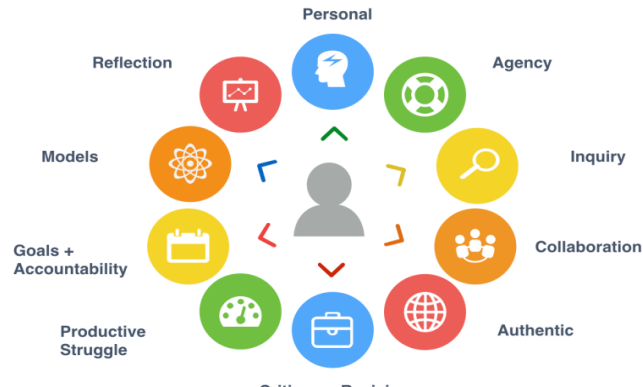 Personal
Reflection
Agency
Models
Inquiry
Goals +
Accountability
Collaboration
Productive
Struggle
Authentic